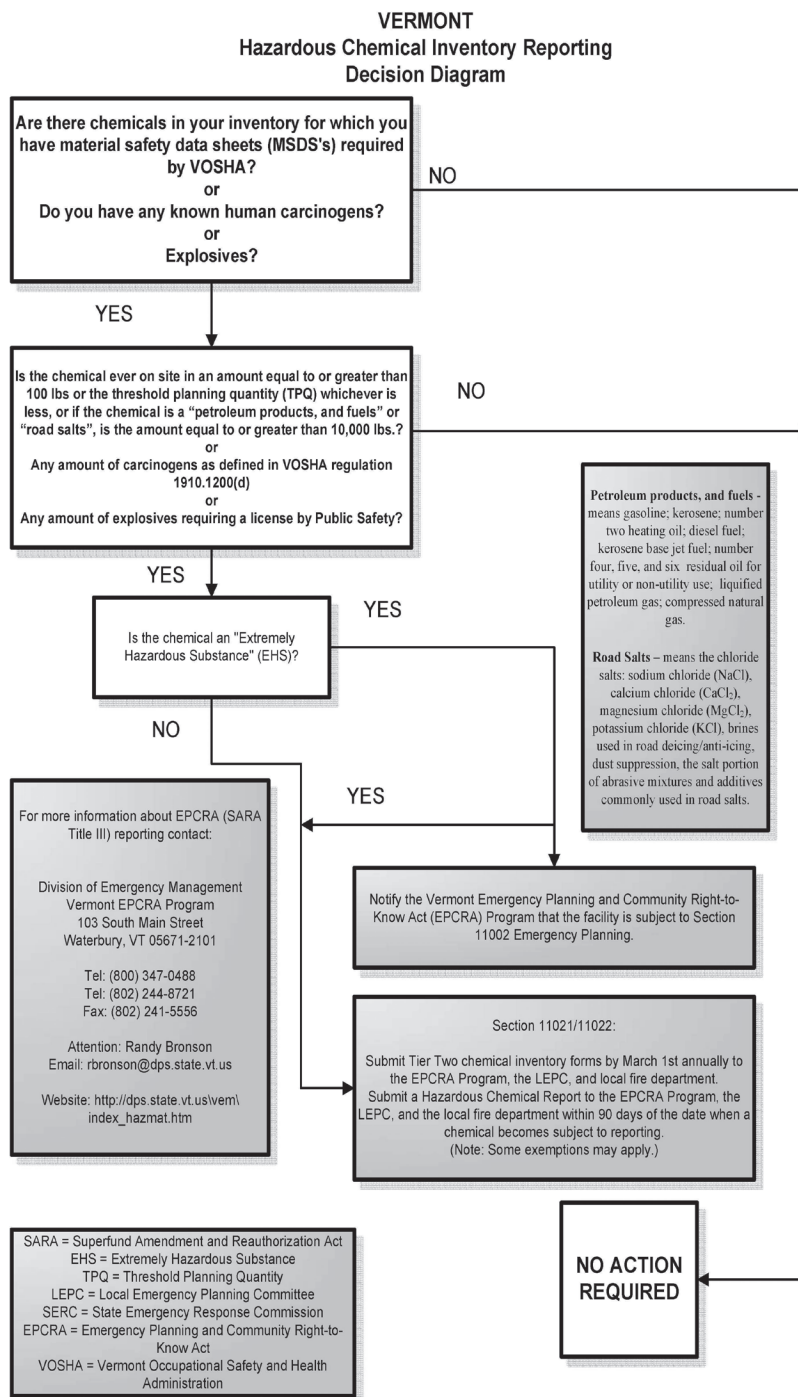 VERMONT
Hazardous Chemical Inventory Reporting
Decision Diagram
Are there chemicals in your inventory for which you
have material safety data sheets (MSDS's) required
by VOSHA?
or
Do you have any known human carcinogens?
or
Explosives?
NO
YES
Is the chemical ever on site in an amount equal to or greater than
100 lbs or the threshold planning quantity (TPQ) whichever is
less, or if the chemical is a “petroleum products, and fuels” or
“road salts”, is the amount equal to or greater than 10,000 lbs.?
or
Any amount of carcinogens as defined in VOSHA regulation
1910.1200(d)
or
Any amount of explosives requiring a license by Public Safety?
NO
Petroleum products, and fuels -
means gasoline; kerosene; number
two heating oil; diesel fuel;
kerosene base jet fuel; number
four, five, and six residual oil for
utility or non-utility use; liquified
petroleum gas; compressed natural
gas.
Road Salts – means the chloride
salts: sodium chloride (NaCl),
calcium chloride (CaCl₂),
magnesium chloride (MgCl₂),
potassium chloride (KCl), brines
used in road deicing/anti-icing,
dust suppression, the salt portion
of abrasive mixtures and additives
commonly used in road salts.
YES
Is the chemical an "Extremely
Hazardous Substance" (EHS)?
YES
NO
YES
For more information about EPCRA (SARA
Title III) reporting contact:
Division of Emergency Management
Vermont EPCRA Program
103 South Main Street
Waterbury, VT 05671-2101
Tel: (800) 347-0488
Tel: (802) 244-8721
Fax: (802) 241-5556
Attention: Randy Bronson
Email: rbronson@dps.state.vt.us
Website: http://dps.state.vt.us\vem\
index_hazmat.htm
Notify the Vermont Emergency Planning and Community Right-to-
Know Act (EPCRA) Program that the facility is subject to Section
11002 Emergency Planning.
Section 11021/11022:
Submit Tier Two chemical inventory forms by March 1st annually to
the EPCRA Program, the LEPC, and local fire department.
Submit a Hazardous Chemical Report to the EPCRA Program, the
LEPC, and the local fire department within 90 days of the date when a
chemical becomes subject to reporting.
(Note: Some exemptions may apply.)
SARA = Superfund Amendment and Reauthorization Act
EHS = Extremely Hazardous Substance
TPQ = Threshold Planning Quantity
LEPC = Local Emergency Planning Committee
SERC = State Emergency Response Commission
EPCRA = Emergency Planning and Community Right-to-
Know Act
VOSHA = Vermont Occupational Safety and Health
Administration
NO ACTION
REQUIRED